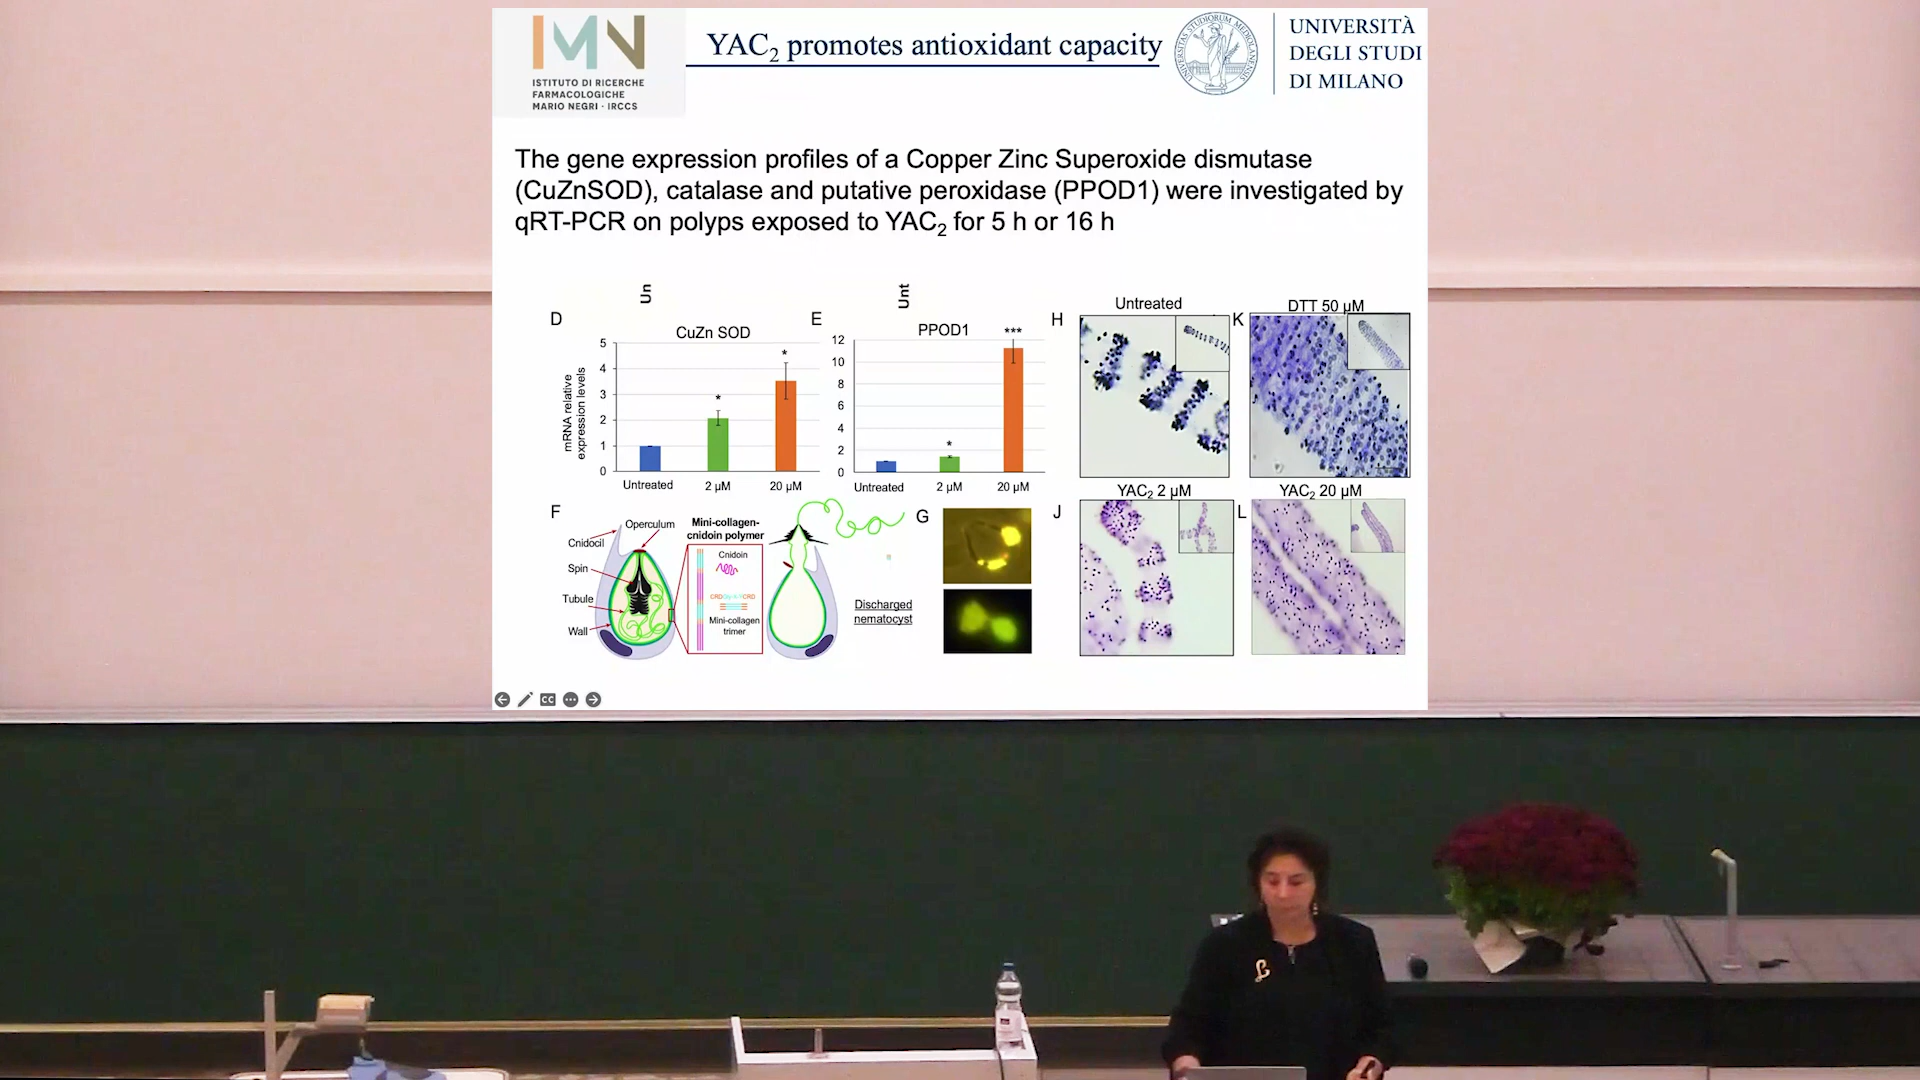 IMN
ISTITUTO DI RICERCHE
FARMACOLOGICHE
MARIO NEGRI · IRCCS
YAC2 promotes antioxidant capacity
UNIVERSITÀ
DEGLI STUDI
DI MILANO
The gene expression profiles of a Copper Zinc Superoxide dismutase
(CuZnSOD), catalase and putative peroxidase (PPOD1) were investigated by
qRT-PCR on polyps exposed to YAC2 for 5 h or 16 h
Un
Unt
D
CuZn SOD
mRNA relative
expression levels
5
4
3
2
1
0
*
*
Untreated
2 µM
20 µM
E
PPOD1
12
10
8
6
4
2
0
*
***
Untreated
2 µM
20 µM
H
Untreated
K
DTT 50 µM
F
Cnidocil
Operculum
Spin
Tubule
Wall
Mini-collagen-
cnidoin polymer
Cnidoin
CRDGly-X-YCRD
Mini-collagen
trimer
Discharged
nematocyst
G
J
YAC2 2 µM
L
YAC2 20 µM
CC